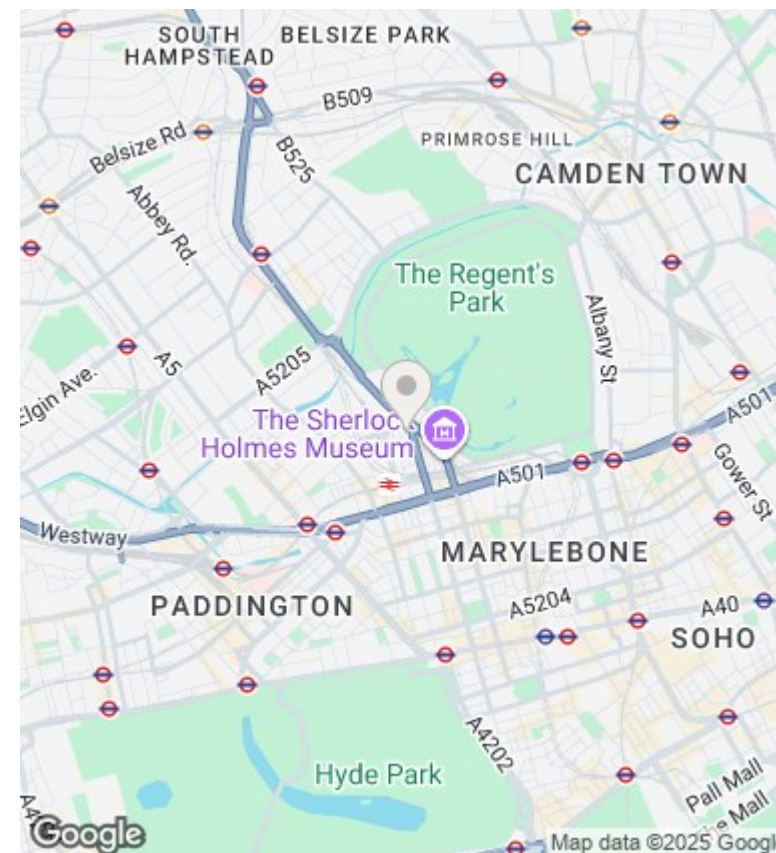 SOUTH
HAMPSTEAD
BELSIZE PARK
B509
Belsize Rd
B525
PRIMROSE HILL
CAMDEN TOWN
Abbey Rd.
The Regent's
Park
Albany St
A5205
A5
Elgin Ave.
The Sherloc
Holmes Museum
A501
A501
Gower St
Westway
MARYLEBONE
PADDINGTON
A5204
A40
SOHO
A4202
Hyde Park
Pall Mall
The Mall
Google
Map data ©2025 Googl